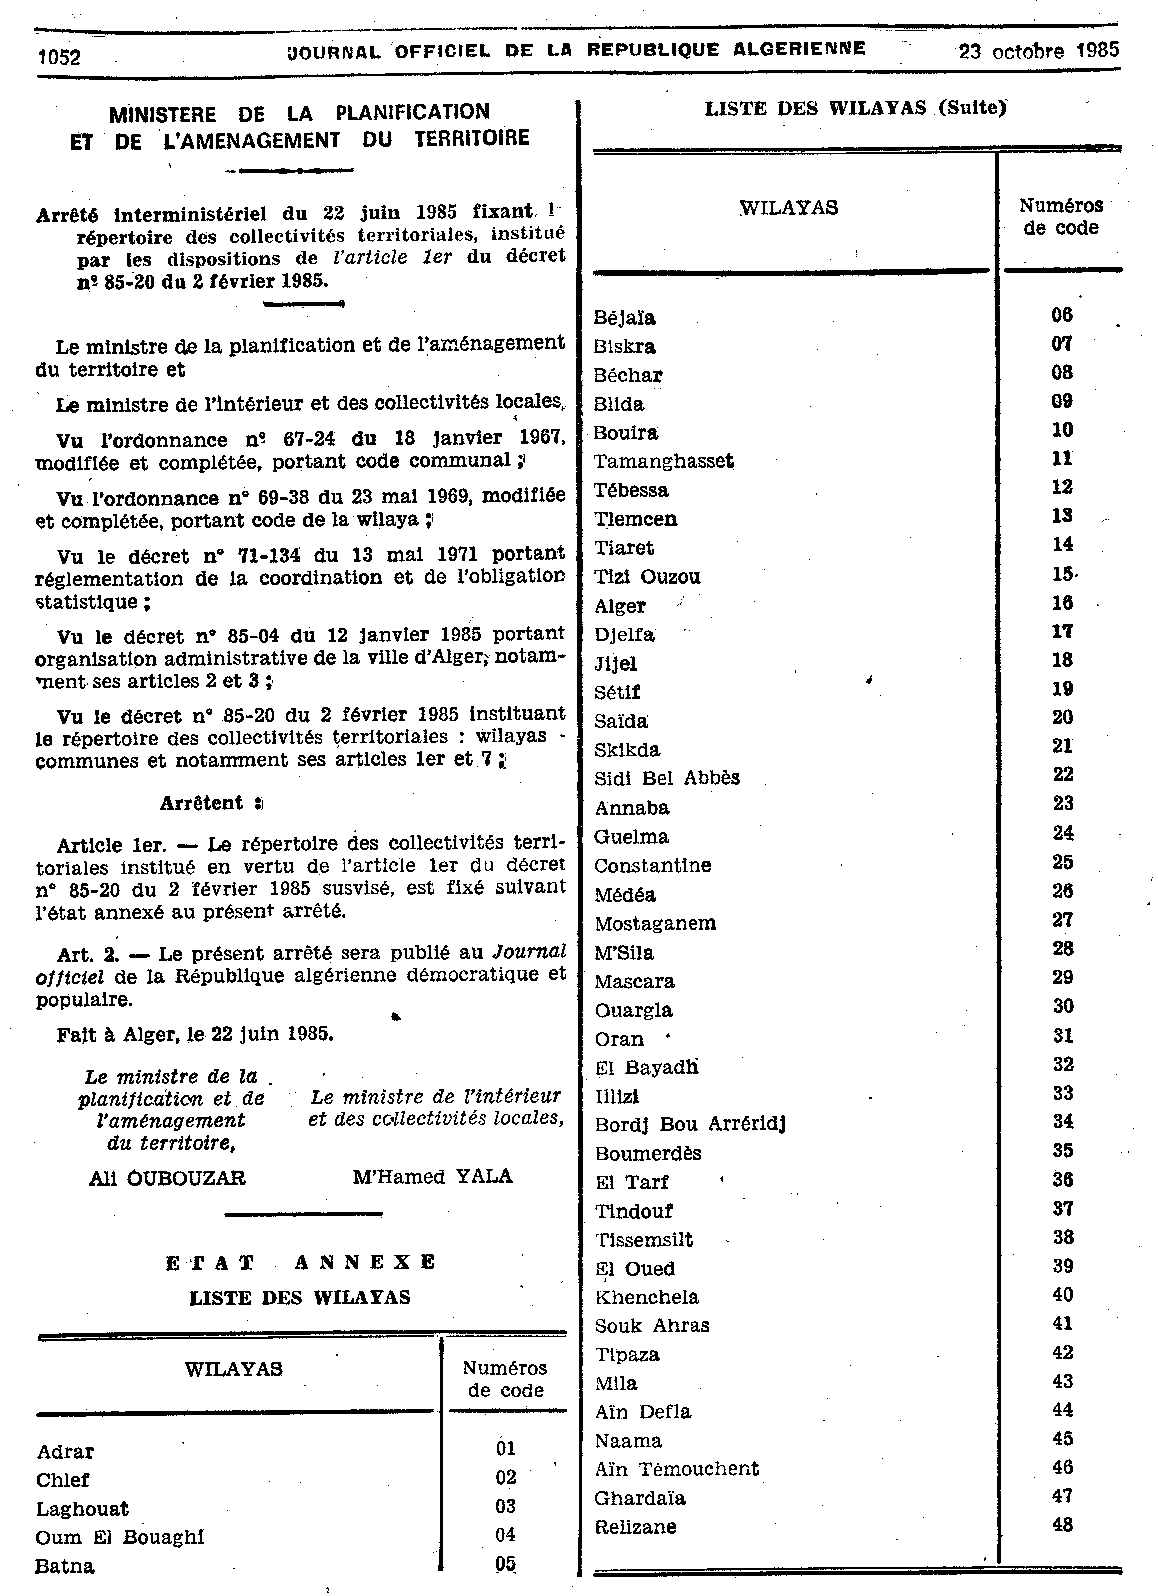 1052
JOURNAL OFFICIEL DE LA REPUBLIQUE ALGERIENNE
23 octobre 1985
MINISTERE DE LA PLANIFICATION
ET DE L'AMENAGEMENT DU TERRITOIRE
Arrêté interministériel du 22 juin 1985 fixant l
répertoire des collectivités territoriales, institué
par les dispositions de l'article 1er du décret
n° 85-20 du 2 février 1985.
Le ministre de la planification et de l'aménagement
du territoire et
Le ministre de l'intérieur et des collectivités locales,
Vu l'ordonnance n° 67-24 du 18 janvier 1967,
modifiée et complétée, portant code communal ;
Vu l'ordonnance n° 69-38 du 23 mai 1969, modifiée
et complétée, portant code de la wilaya ;
Vu le décret n° 71-134 du 13 mai 1971 portant
réglementation de la coordination et de l'obligation
statistique ;
Vu le décret n° 85-04 du 12 janvier 1985 portant
organisation administrative de la ville d'Alger, notam-
ment ses articles 2 et 3 ;
Vu le décret n° 85-20 du 2 février 1985 instituant
le répertoire des collectivités territoriales : wilayas -
communes et notamment ses articles 1er et 7 ;
Arrêtent :
Article 1er. — Le répertoire des collectivités terri-
toriales institué en vertu de l'article 1er du décret
n° 85-20 du 2 février 1985 susvisé, est fixé suivant
l'état annexé au présent arrêté.
Art. 2. — Le présent arrêté sera publié au Journal
officiel de la République algérienne démocratique et
populaire.
Fait à Alger, le 22 juin 1985.
Le ministre de la
planification et de
l'aménagement
du territoire,
Ali OUBOUZAR
Le ministre de l'intérieur
et des collectivités locales,
M'Hamed YALA
ETAT ANNEXE
LISTE DES WILAYAS
WILAYAS
Numéros
de code
Adrar 01
Chlef 02
Laghouat 03
Oum El Bouaghi 04
Batna 05
LISTE DES WILAYAS (Suite)
WILAYAS
Numéros
de code
Béjaïa 06
Biskra 07
Béchar 08
Blida 09
Bouira 10
Tamanghasset 11
Tébessa 12
Tlemcen 13
Tiaret 14
Tizi Ouzou 15
Alger 16
Djelfa 17
Jijel 18
Sétif 19
Saïda 20
Skikda 21
Sidi Bel Abbès 22
Annaba 23
Guelma 24
Constantine 25
Médéa 26
Mostaganem 27
M'Sila 28
Mascara 29
Ouargla 30
Oran 31
El Bayadh 32
Illizi 33
Bordj Bou Arréridj 34
Boumerdès 35
El Tarf 36
Tindouf 37
Tissemsilt 38
El Oued 39
Khenchela 40
Souk Ahras 41
Tipaza 42
Mila 43
Aïn Defla 44
Naama 45
Aïn Témouchent 46
Ghardaïa 47
Relizane 48